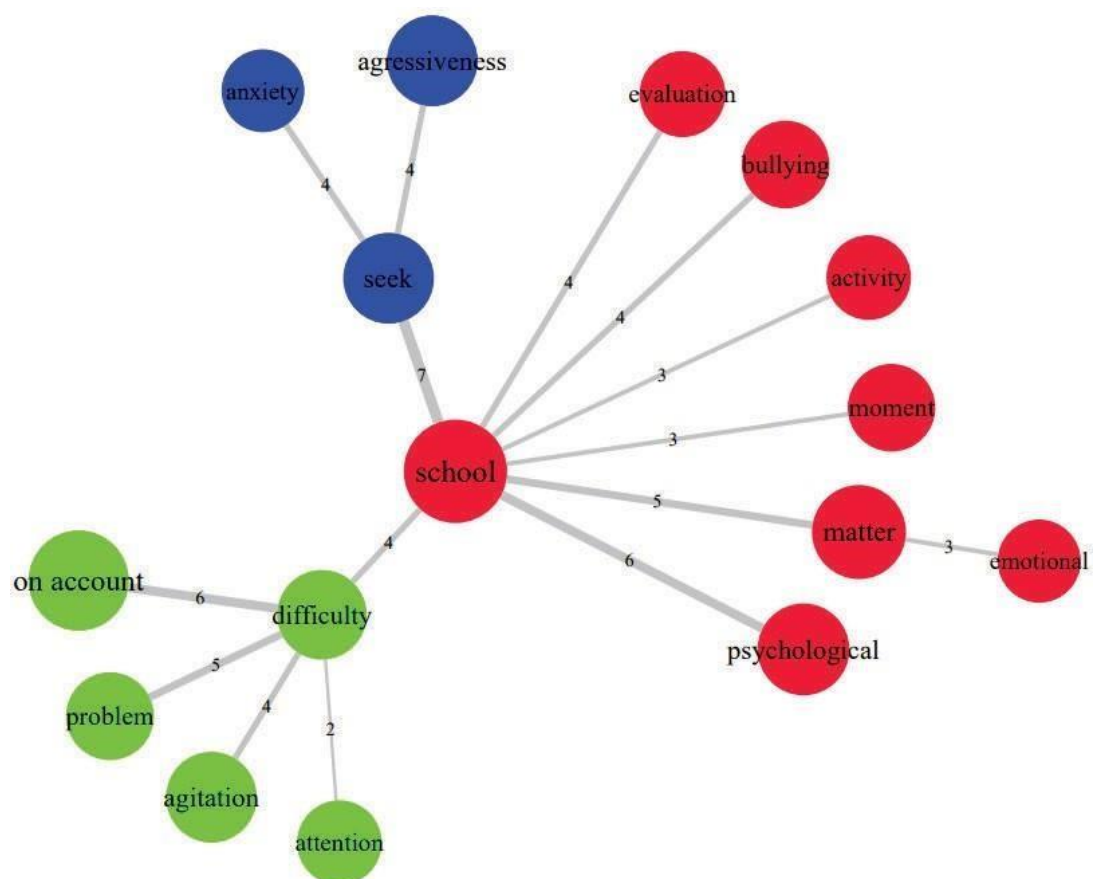 agressiveness
anxiety
evaluation
bullying
4
4
seek
activity
4
4
7
3
moment
3
school
5
matter
3
emotional
4
6
on account
6
difficulty
psychological
5
problem
4
2
agitation
attention